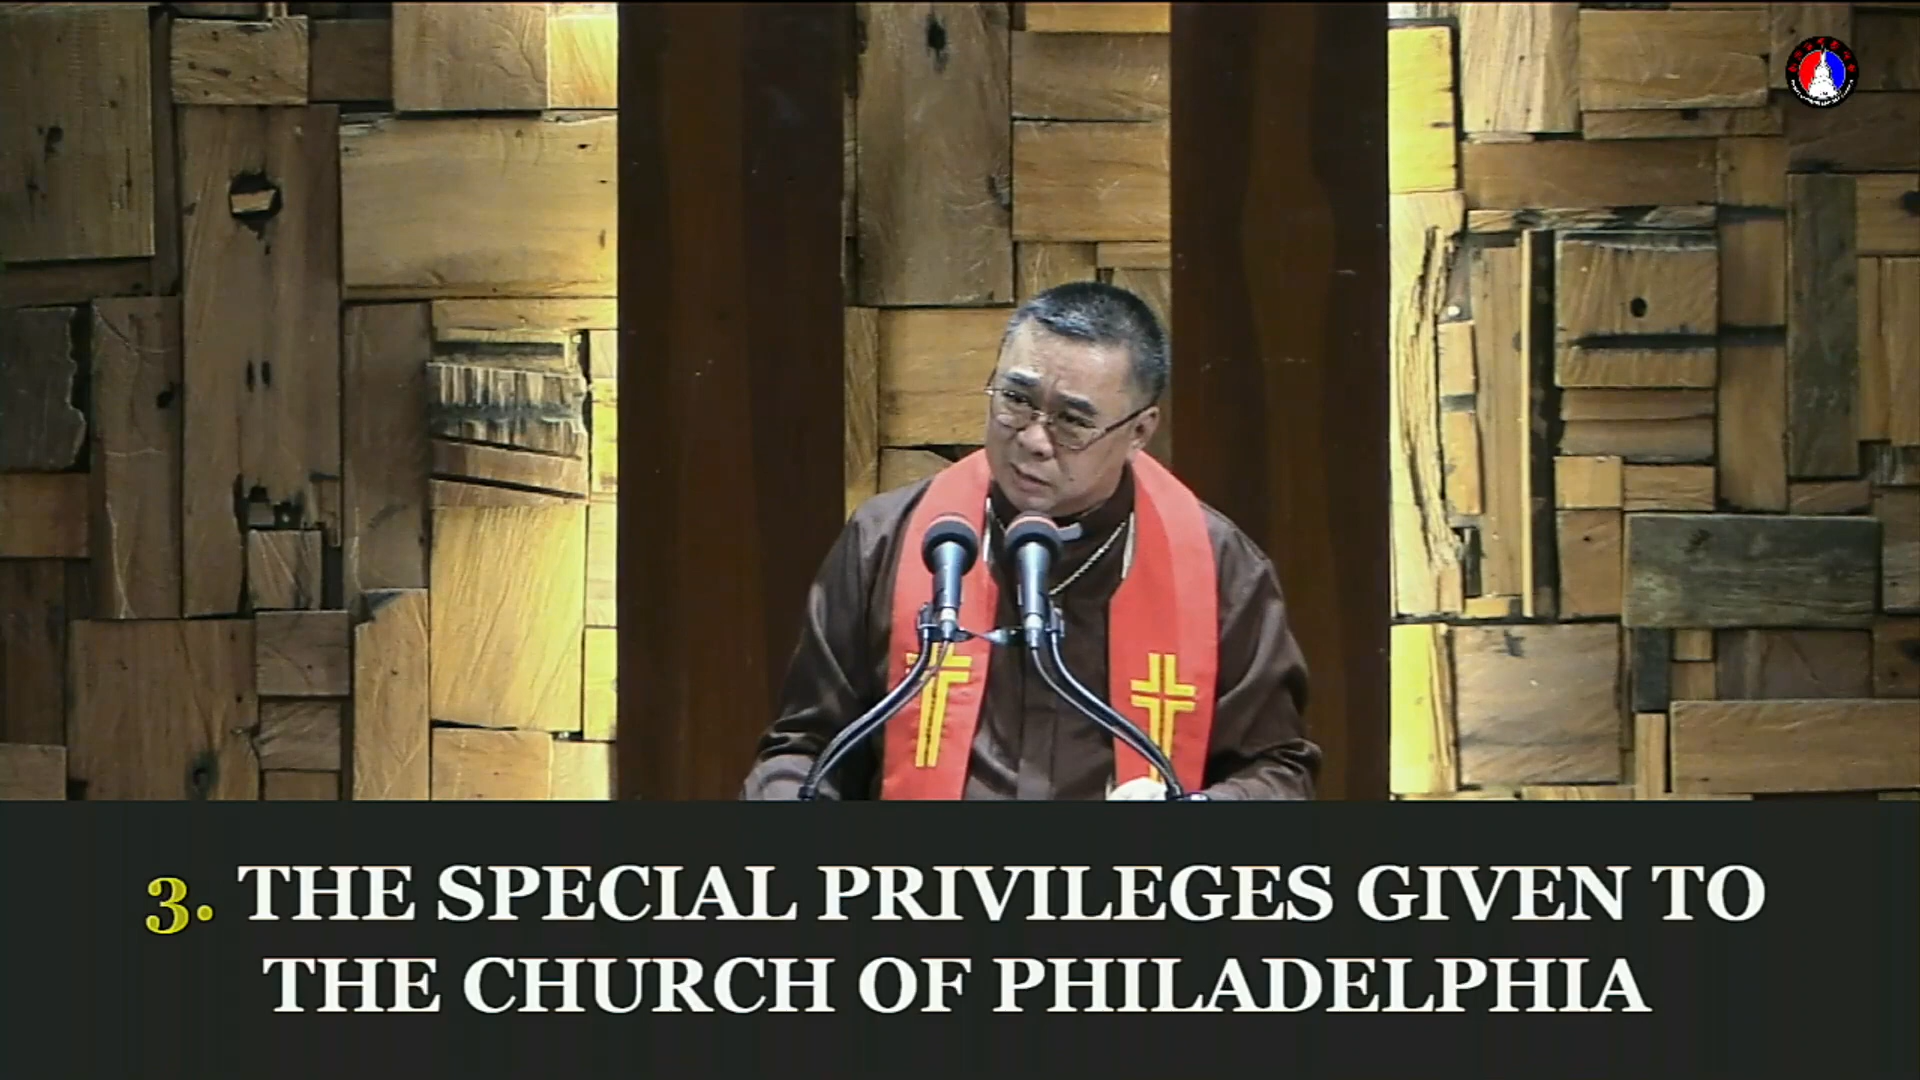 3. THE SPECIAL PRIVILEGES GIVEN TO
THE CHURCH OF PHILADELPHIA